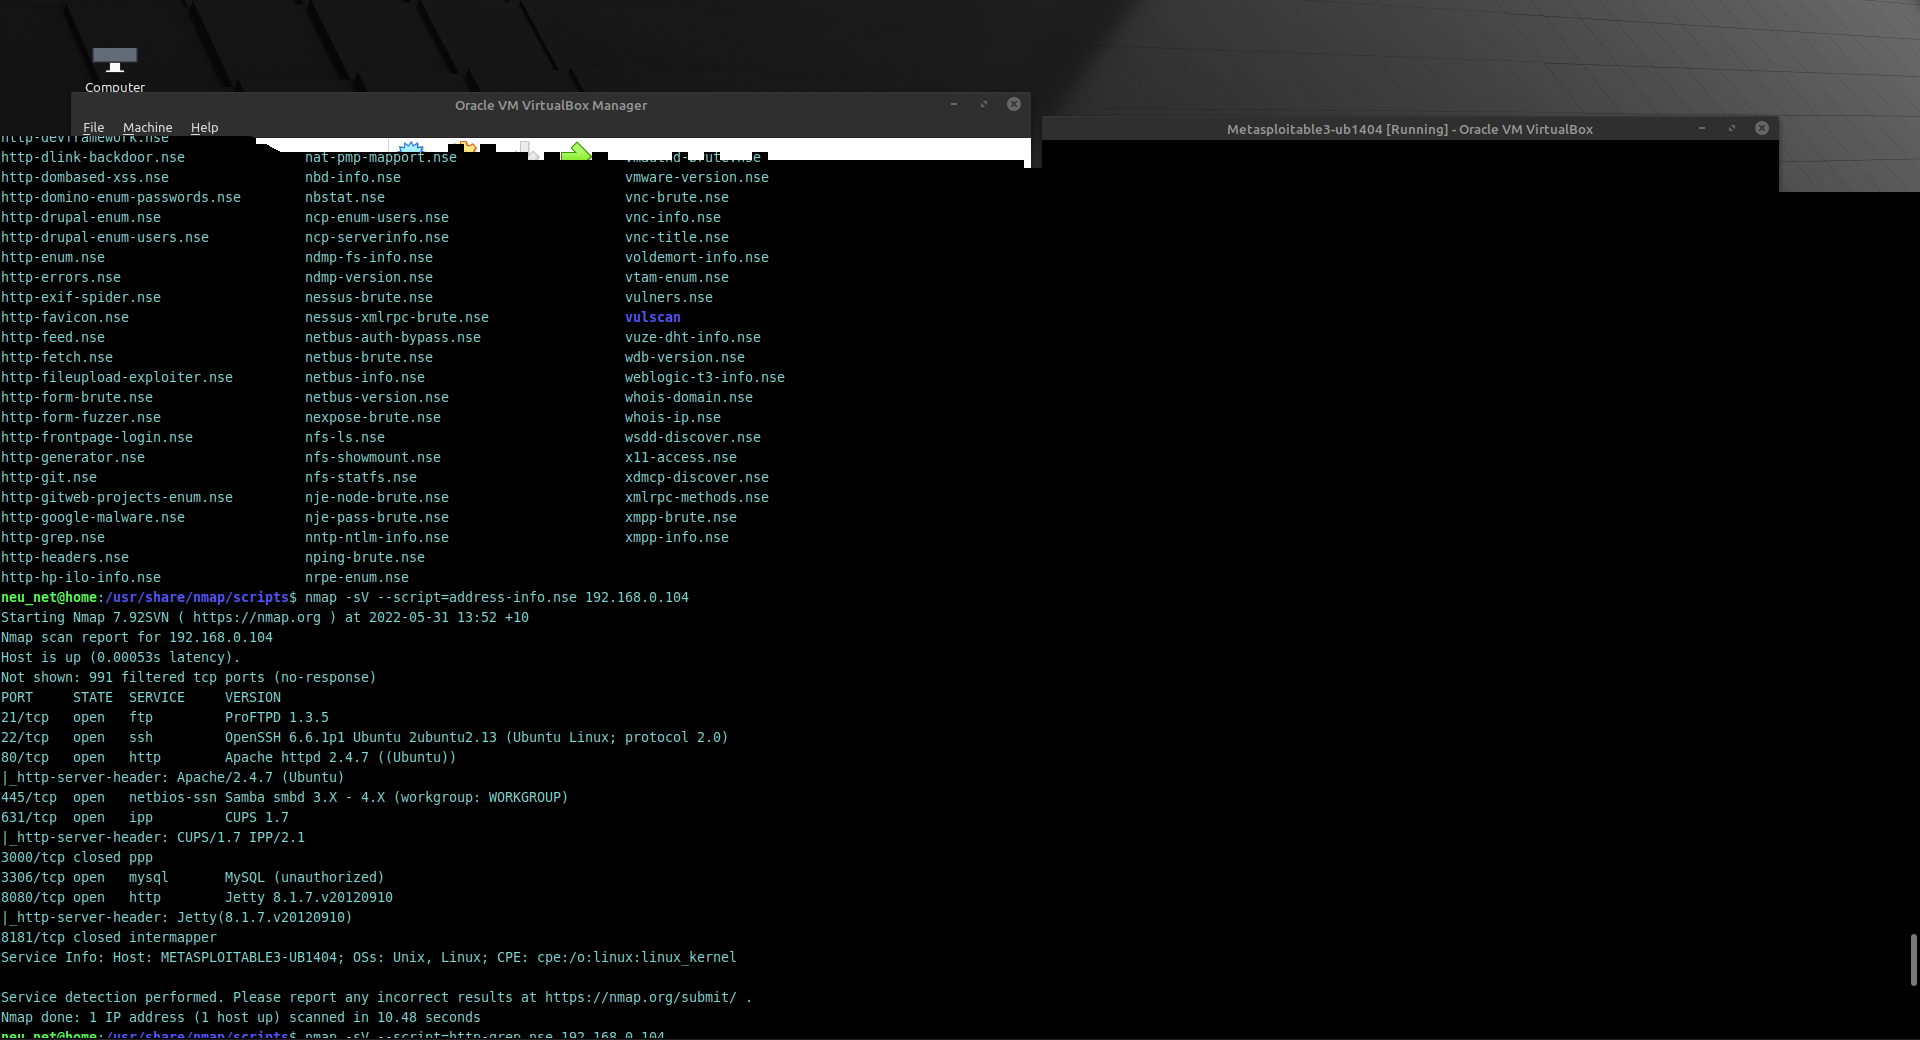 Computer
Oracle VM VirtualBox Manager
File Machine Help
Metasploitable3-ub1404 [Running] - Oracle VM VirtualBox
http-devframework.nse
http-dlink-backdoor.nse nat-pmp-mapport.nse vmauthd-brute.nse
http-dombased-xss.nse nbd-info.nse vmware-version.nse
http-domino-enum-passwords.nse nbstat.nse vnc-brute.nse
http-drupal-enum.nse ncp-enum-users.nse vnc-info.nse
http-drupal-enum-users.nse ncp-serverinfo.nse vnc-title.nse
http-enum.nse ndmp-fs-info.nse voldemort-info.nse
http-errors.nse ndmp-version.nse vtam-enum.nse
http-exif-spider.nse nessus-brute.nse vulners.nse
http-favicon.nse nessus-xmlrpc-brute.nse vulscan
http-feed.nse netbus-auth-bypass.nse vuze-dht-info.nse
http-fetch.nse netbus-brute.nse wdb-version.nse
http-fileupload-exploiter.nse netbus-info.nse weblogic-t3-info.nse
http-form-brute.nse netbus-version.nse whois-domain.nse
http-form-fuzzer.nse nexpose-brute.nse whois-ip.nse
http-frontpage-login.nse nfs-ls.nse wsdd-discover.nse
http-generator.nse nfs-showmount.nse x11-access.nse
http-git.nse nfs-statfs.nse xdmcp-discover.nse
http-gitweb-projects-enum.nse nje-node-brute.nse xmlrpc-methods.nse
http-google-malware.nse nje-pass-brute.nse xmpp-brute.nse
http-grep.nse nntp-ntlm-info.nse xmpp-info.nse
http-headers.nse nping-brute.nse
http-hp-ilo-info.nse nrpe-enum.nse
neu_net@home:/usr/share/nmap/scripts$ nmap -sV --script=address-info.nse 192.168.0.104
Starting Nmap 7.92SVN ( https://nmap.org ) at 2022-05-31 13:52 +10
Nmap scan report for 192.168.0.104
Host is up (0.00053s latency).
Not shown: 991 filtered tcp ports (no-response)
PORT STATE SERVICE VERSION
21/tcp open ftp ProFTPD 1.3.5
22/tcp open ssh OpenSSH 6.6.1p1 Ubuntu 2ubuntu2.13 (Ubuntu Linux; protocol 2.0)
80/tcp open http Apache httpd 2.4.7 ((Ubuntu))
|_http-server-header: Apache/2.4.7 (Ubuntu)
445/tcp open netbios-ssn Samba smbd 3.X - 4.X (workgroup: WORKGROUP)
631/tcp open ipp CUPS 1.7
|_http-server-header: CUPS/1.7 IPP/2.1
3000/tcp closed ppp
3306/tcp open mysql MySQL (unauthorized)
8080/tcp open http Jetty 8.1.7.v20120910
|_http-server-header: Jetty(8.1.7.v20120910)
8181/tcp closed intermapper
Service Info: Host: METASPLOITABLE3-UB1404; OSs: Unix, Linux; CPE: cpe:/o:linux:linux_kernel
Service detection performed. Please report any incorrect results at https://nmap.org/submit/ .
Nmap done: 1 IP address (1 host up) scanned in 10.48 seconds
neu_net@home:/usr/share/nmap/scripts$ nmap -sV --script=http-grep.nse 192.168.0.104